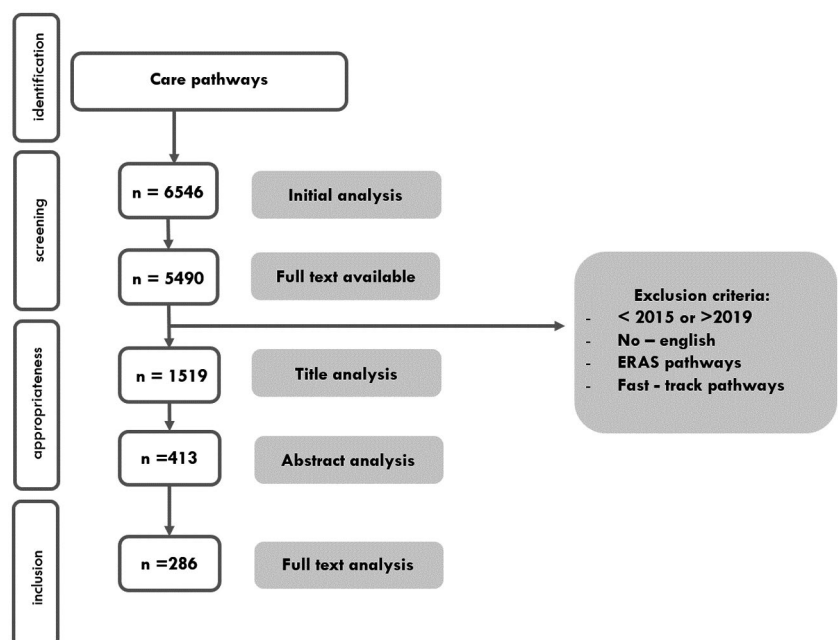 identification
Care pathways
screening
n = 6546
Initial analysis
n = 5490
Full text available
Exclusion criteria:
- < 2015 or >2019
- No – english
- ERAS pathways
- Fast - track pathways
appropriateness
n = 1519
Title analysis
n =413
Abstract analysis
inclusion
n =286
Full text analysis